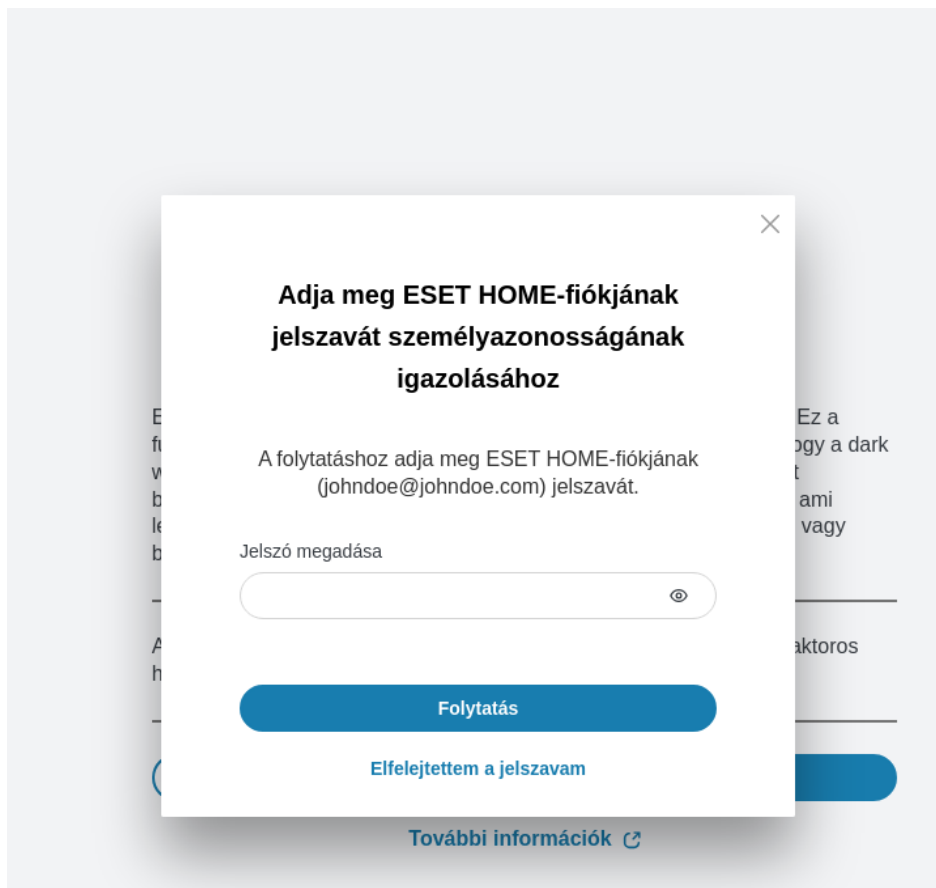 Adja meg ESET HOME-fiókjának
jelszavát személyazonosságának
igazolásához
Ez a
ogy a dark
A folytatáshoz adja meg ESET HOME-fiókjának
(johndoe@johndoe.com) jelszavát.
ami
vagy
Jelszó megadása
aktoros
Folytatás
Elfelejtettem a jelszavam
További információk